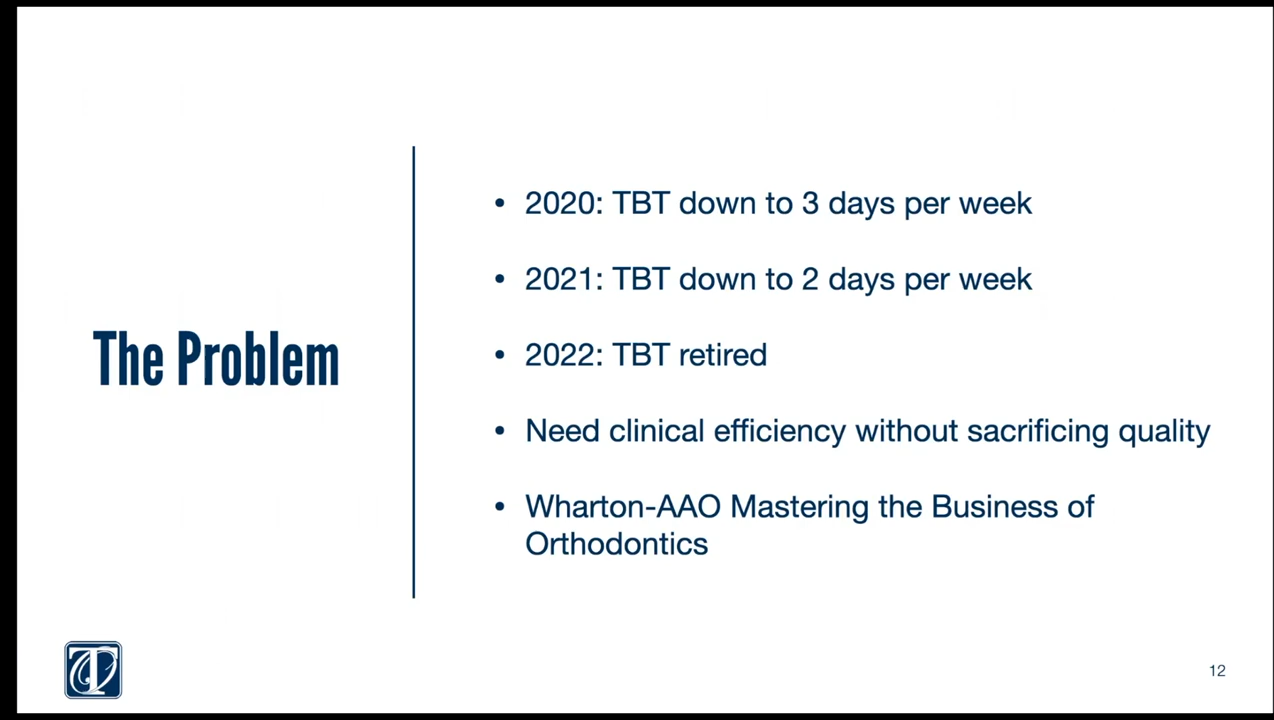 The Problem
• 2020: TBT down to 3 days per week
• 2021: TBT down to 2 days per week
• 2022: TBT retired
• Need clinical efficiency without sacrificing quality
• Wharton-AAO Mastering the Business of
Orthodontics
12